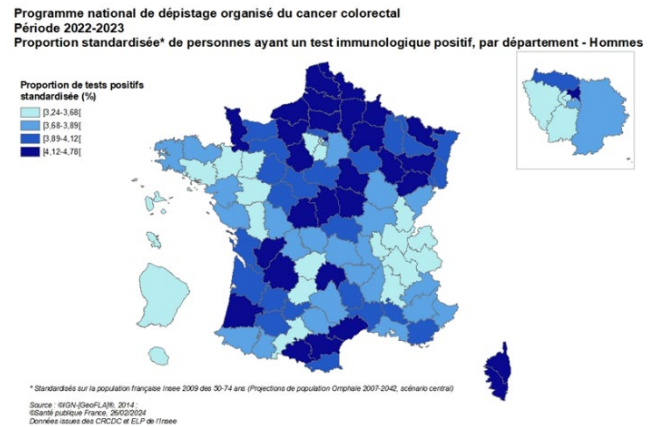 Programme national de dépistage organisé du cancer colorectal
Période 2022-2023
Proportion standardisée* de personnes ayant un test immunologique positif, par département - Hommes
Proportion de tests positifs
standardisée (%)
[3,24-3,68[
[3,68-3,89[
[3,89-4,12[
[4,12-4,78[
* Standardisés sur la population française Insee 2009 des 50-74 ans (Projections de population Omphale 2007-2042, scénario central)
Source : ©IGN-[GeoFLA]®, 2014 ;
©Santé publique France, 26/02/2024
Données issues des CRCDC et ELP de l'Insee